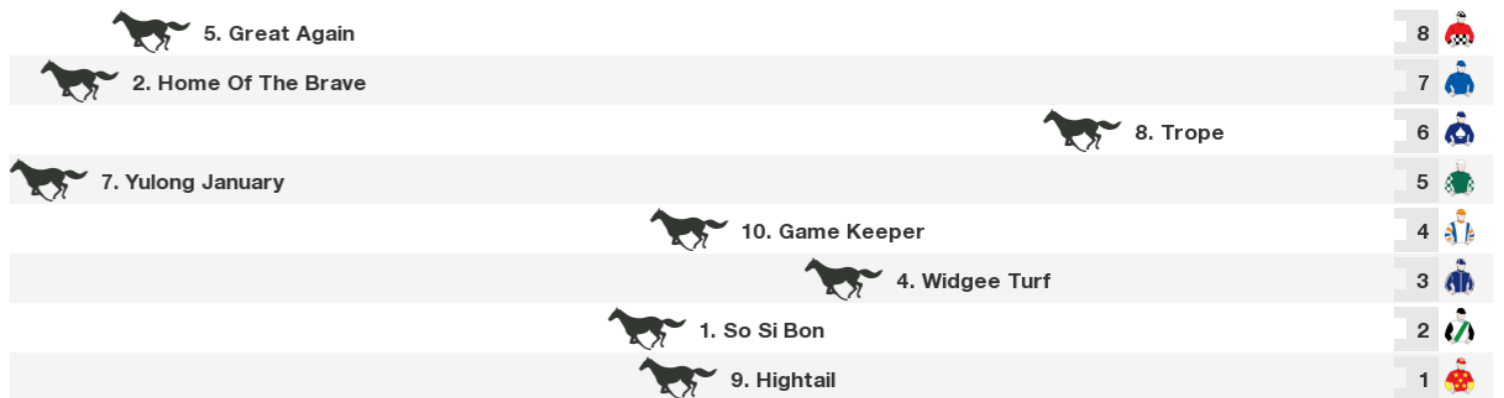 5. Great Again 8
2. Home Of The Brave 7
8. Trope 6
7. Yulong January 5
10. Game Keeper 4
4. Widgee Turf 3
1. So Si Bon 2
9. Hightail 1